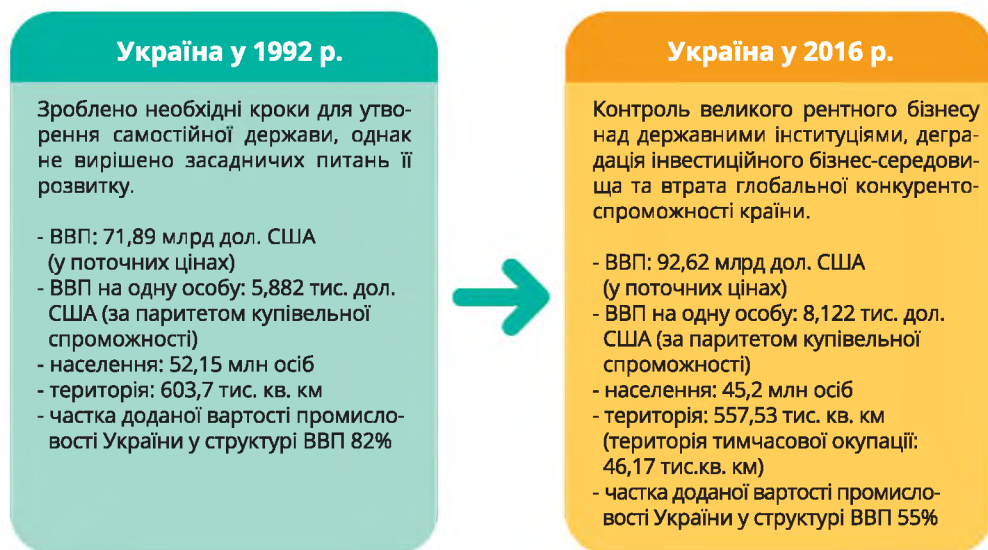 Україна у 1992 р.
Зроблено необхідні кроки для утво-
рення самостійної держави, однак
не вирішено засадничих питань її
розвитку.
- ВВП: 71,89 млрд дол. США
(у поточних цінах)
- ВВП на одну особу: 5,882 тис. дол.
США (за паритетом купівельної
спроможності)
- населення: 52,15 млн осіб
- територія: 603,7 тис. кв. км
- частка доданої вартості промисло-
вості України у структурі ВВП 82%
Україна у 2016 р.
Контроль великого рентного бізнесу
над державними інституціями, дегра-
дація інвестиційного бізнес-середови-
ща та втрата глобальної конкуренто-
спроможності країни.
- ВВП: 92,62 млрд дол. США
(у поточних цінах)
- ВВП на одну особу: 8,122 тис. дол.
США (за паритетом купівельної
спроможності)
- населення: 45,2 млн осіб
- територія: 557,53 тис. кв. км
(територія тимчасової окупації:
46,17 тис.кв. км)
- частка доданої вартості промисло-
вості України у структурі ВВП 55%